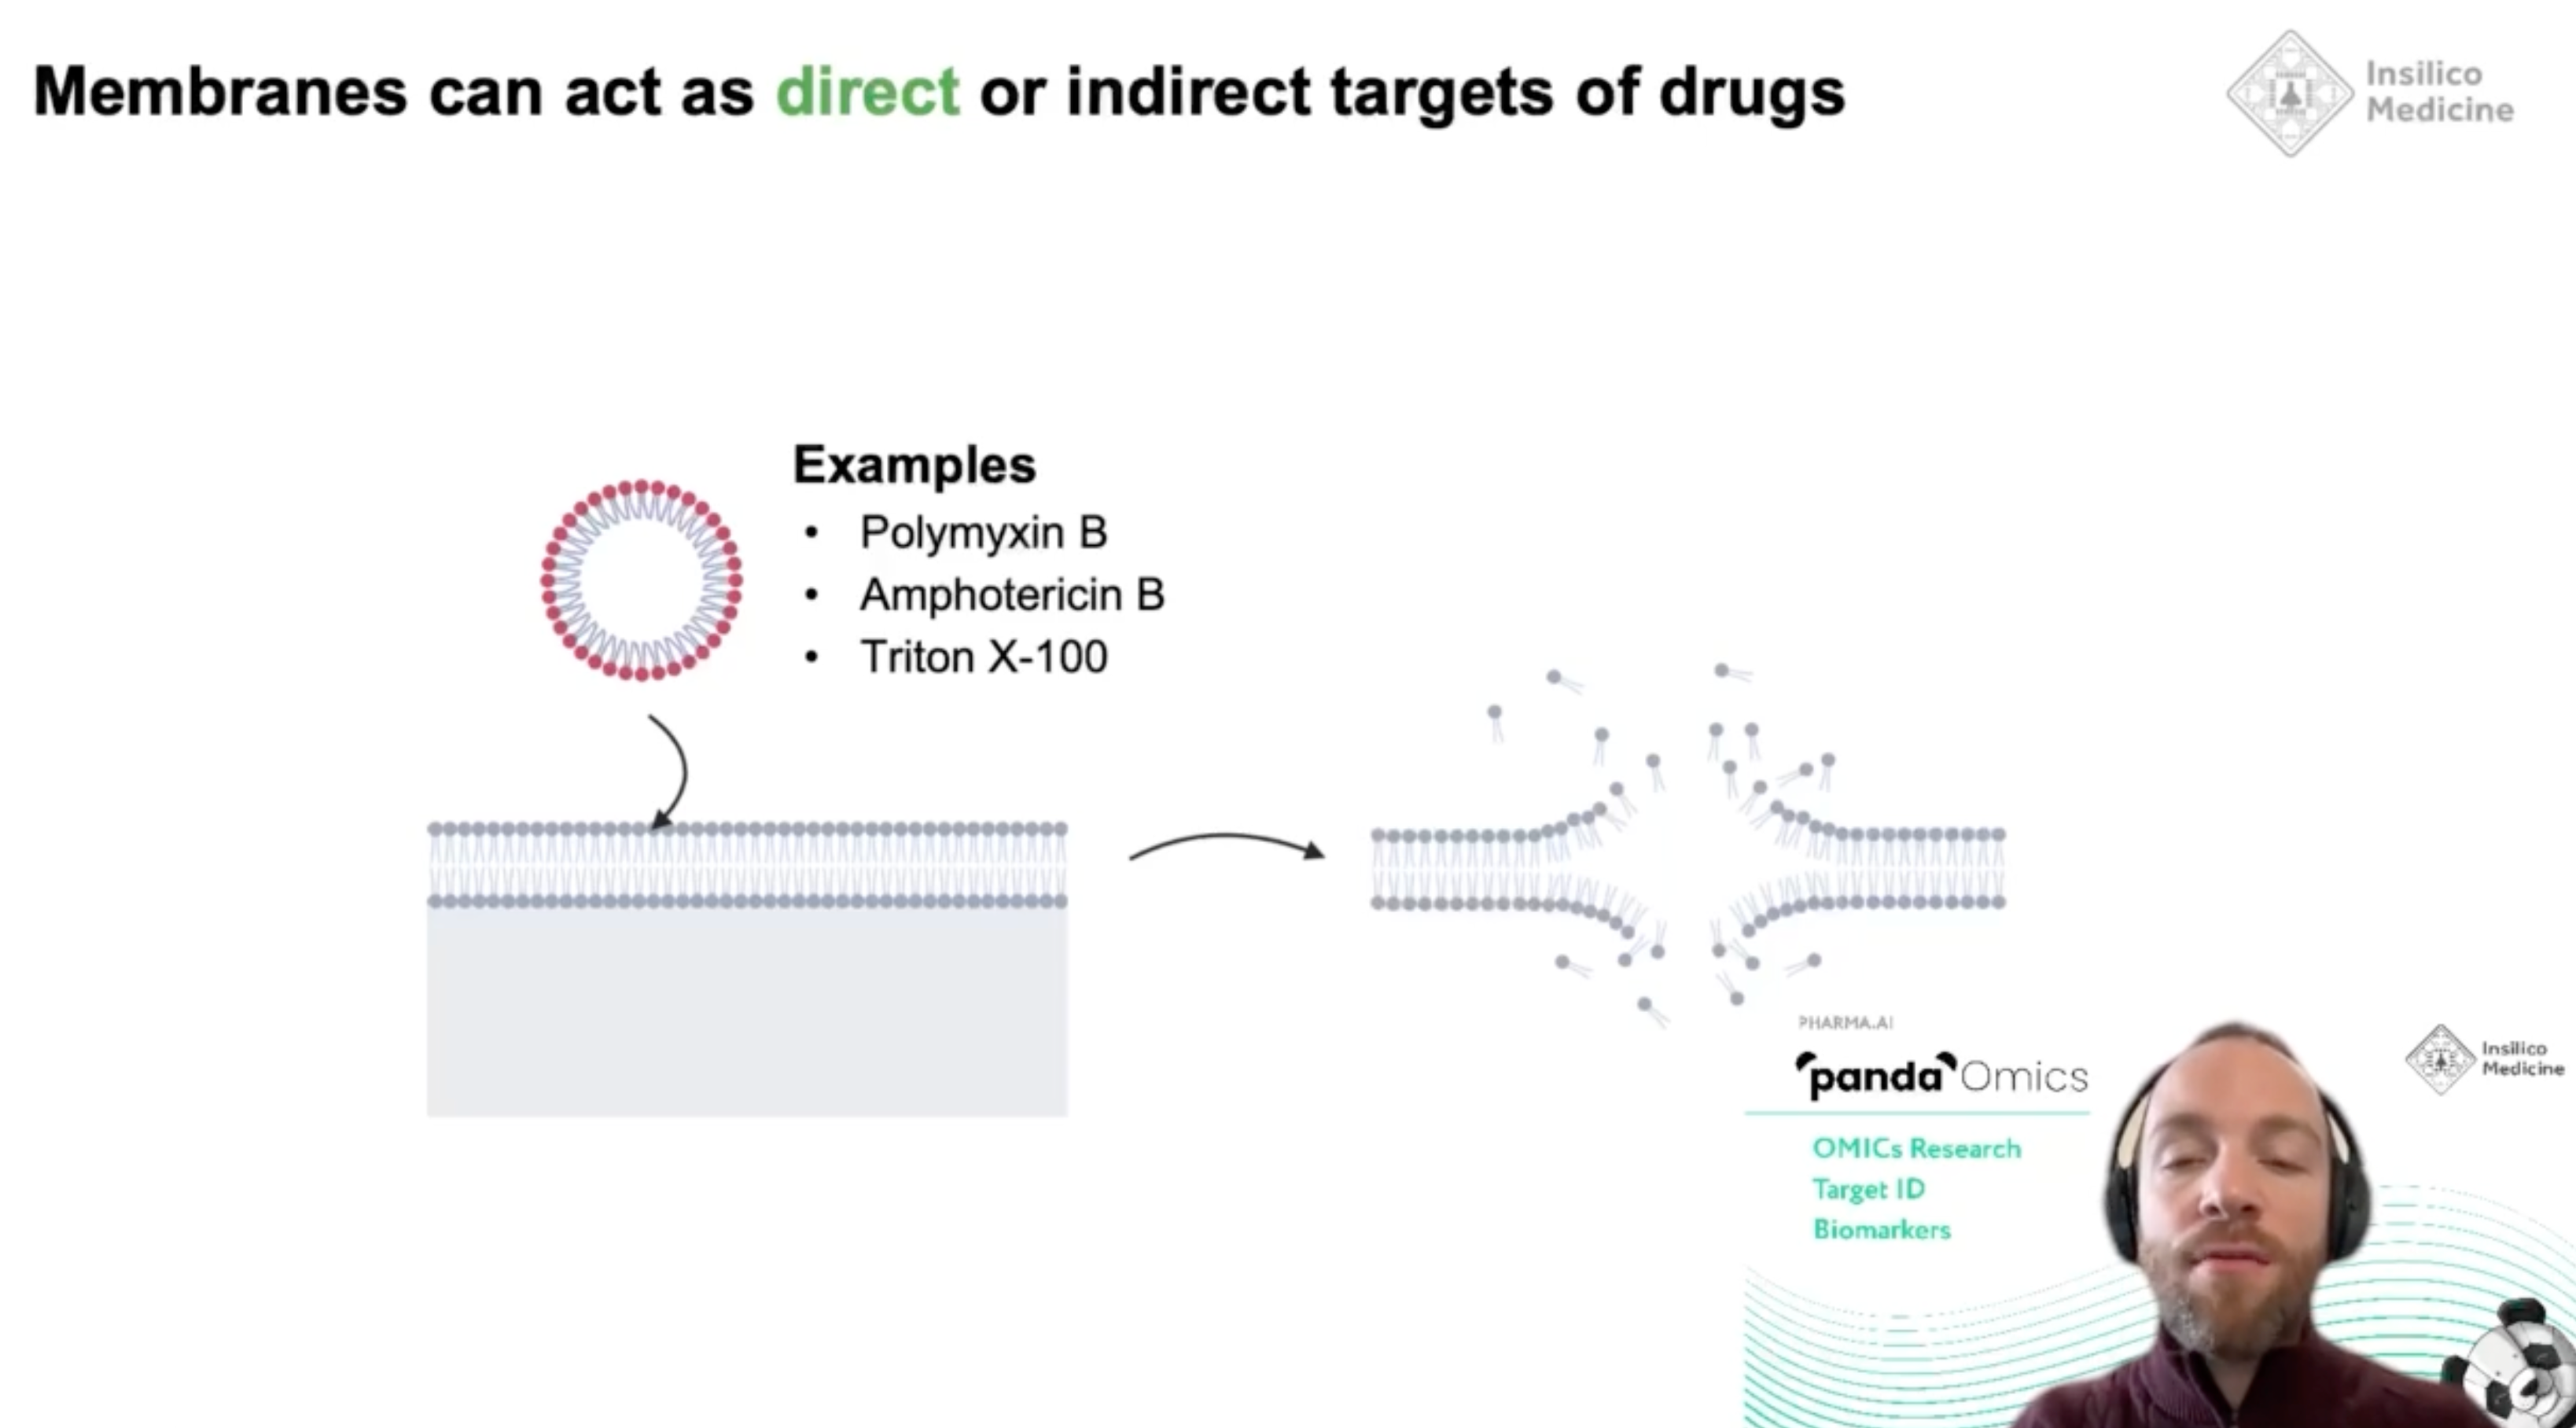 Membranes can act as direct or indirect targets of drugs
Insilico
Medicine
Examples
• Polymyxin B
• Amphotericin B
• Triton X-100
PHARMA.AI
pandaOmics
Insilico
Medicine
OMICs Research
Target ID
Biomarkers